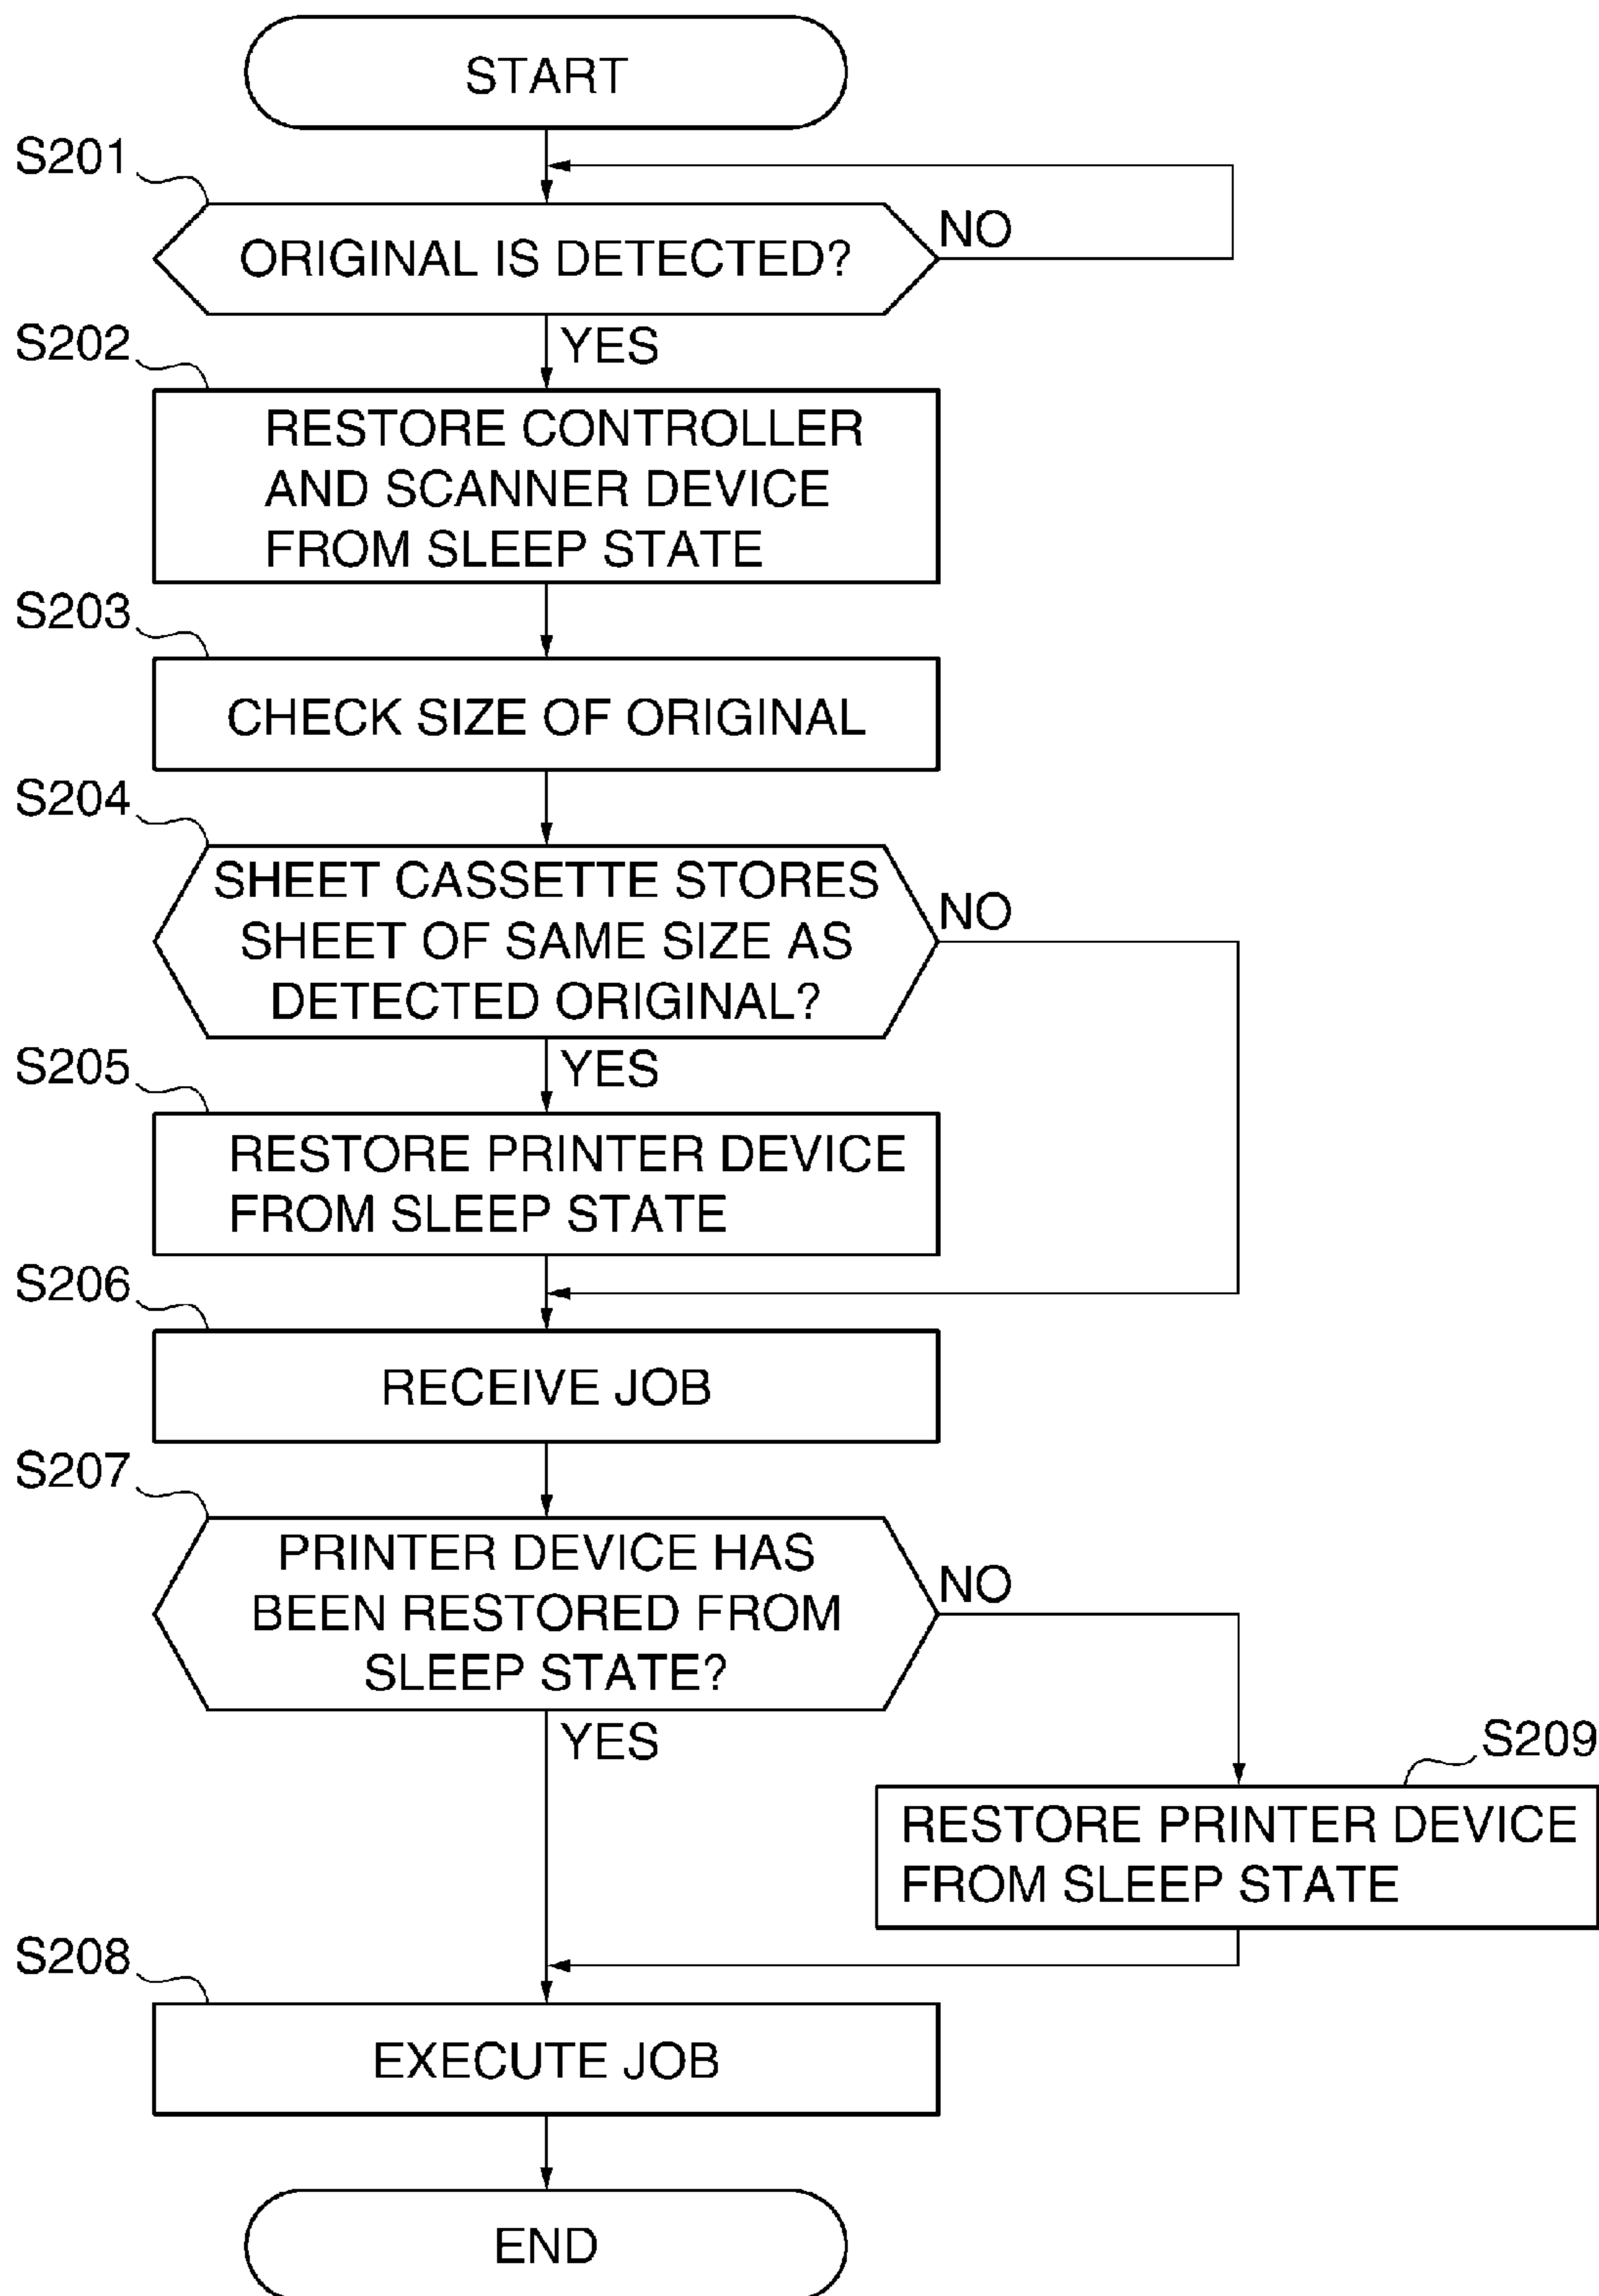 START
S201
ORIGINAL IS DETECTED?
NO
YES
S202
RESTORE CONTROLLER
AND SCANNER DEVICE
FROM SLEEP STATE
S203
CHECK SIZE OF ORIGINAL
S204
SHEET CASSETTE STORES
SHEET OF SAME SIZE AS
DETECTED ORIGINAL?
NO
YES
S205
RESTORE PRINTER DEVICE
FROM SLEEP STATE
S206
RECEIVE JOB
S207
PRINTER DEVICE HAS
BEEN RESTORED FROM
SLEEP STATE?
NO
YES
S209
RESTORE PRINTER DEVICE
FROM SLEEP STATE
S208
EXECUTE JOB
END